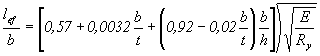 l_ef/b = [0,57 + 0,0032 b/t + (0,92 – 0,02 b/t) b/h] √(E/R_y)